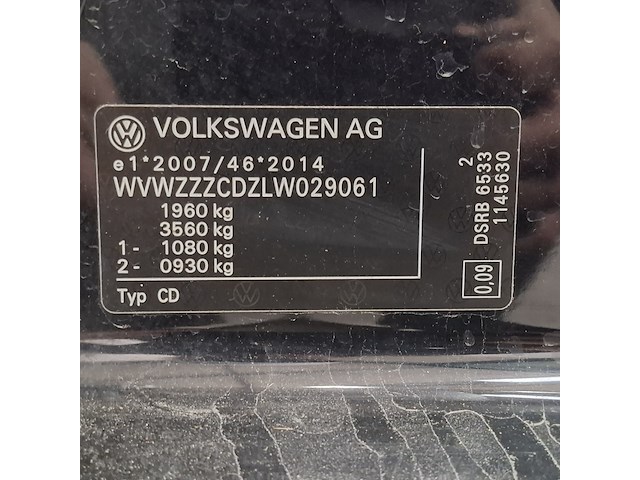 VOLKSWAGEN AG
e1*2007/46*2014
WVWZZZCDZLW029061
1960 kg
3560 kg
1- 1080 kg
2- 0930 kg
Typ CD
2
DSRB 6533
1145630
0,09